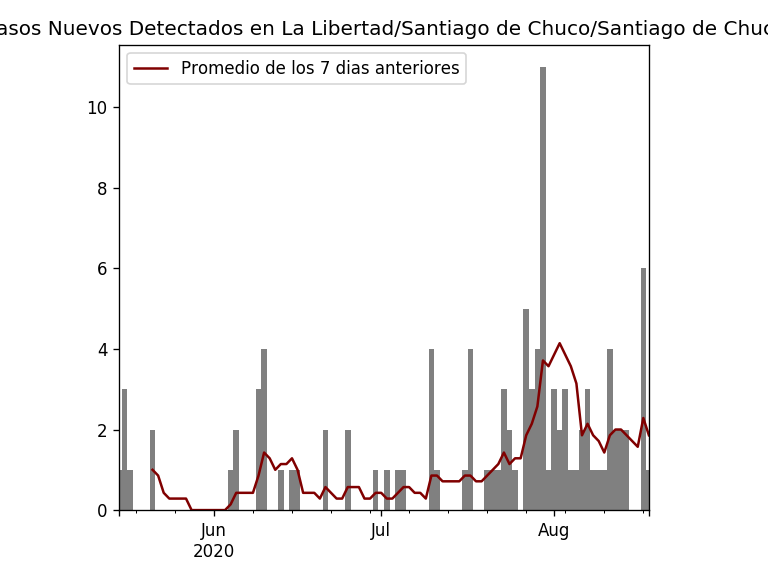 asos Nuevos Detectados en La Libertad/Santiago de Chuco/Santiago de Chuc
Promedio de los 7 dias anteriores
10
8
6
4
2
0
Jun
2020
Jul
Aug